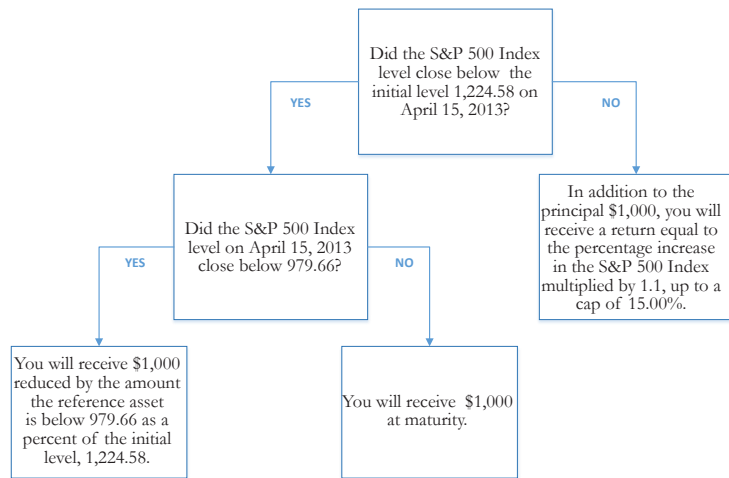 Did the S&P 500 Index
level close below the
initial level 1,224.58 on
April 15, 2013?
YES
NO
Did the S&P 500 Index
level on April 15, 2013
close below 979.66?
In addition to the
principal $1,000, you will
receive a return equal to
the percentage increase
in the S&P 500 Index
multiplied by 1.1, up to a
cap of 15.00%.
YES
NO
You will receive $1,000
reduced by the amount
the reference asset
is below 979.66 as a
percent of the initial
level, 1,224.58.
You will receive $1,000
at maturity.